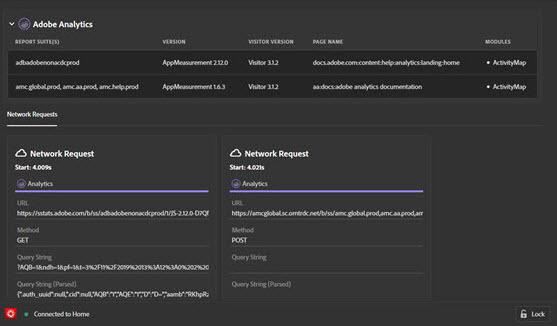 Adobe Analytics
REPORT SUITE(S) VERSION VISITOR VERSION PAGE NAME MODULES
adbadobenonacdcprod AppMeasurement 2.12.0 Visitor 3.1.2 docs.adobe.com:content:help:analytics:landing:home • ActivityMap
amc.global.prod, amc.aa.prod, amc.help.prod AppMeasurement 1.6.3 Visitor 3.1.2 aa:docs:adobe analytics documentation • ActivityMap
Network Requests
Network Request
Start: 4.009s
Analytics
URL
https://sstats.adobe.com/b/ss/adbadobenonacdcprod/1/JS-2.12.0-D7QF
Method
GET
Query String
?AQB=1&ndh=1&pf=1&t=3%2F11%2F2019%2013%3A12%3A0%202%20
Query String (Parsed)
{".auth_uuid":null,".cid":null,"AQB":"1","AQE":"1","D":"D=","aamb":"RKhpRz
Network Request
Start: 4.021s
Analytics
URL
https://amcglobal.sc.omtrdc.net/b/ss/amc.global.prod,amc.aa.prod,am
Method
POST
Query String
Query String (Parsed)
Connected to Home
Lock